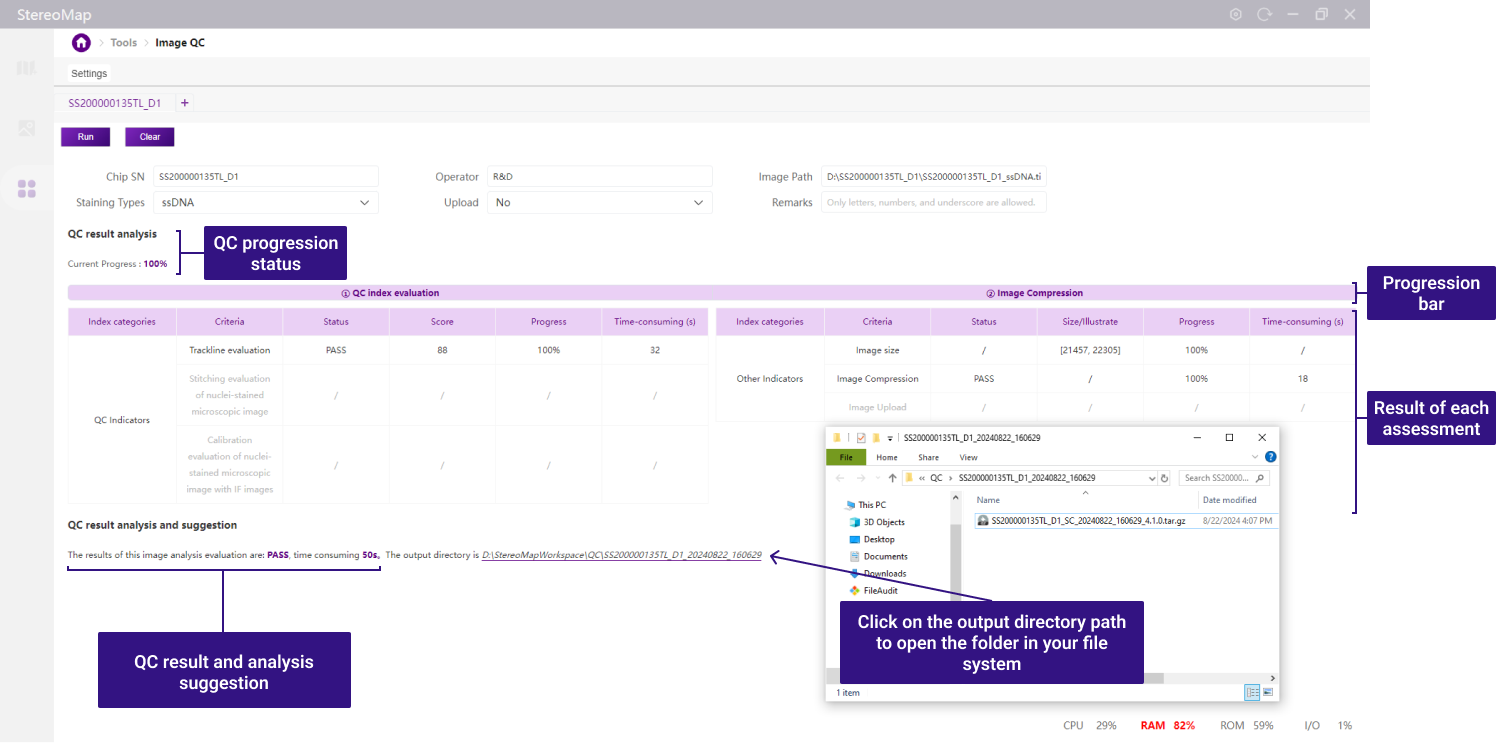 StereoMap
Tools > Image QC
Settings
SS200000135TL_D1 +
Run Clear
Chip SN SS200000135TL_D1 Operator R&D Image Path D:\SS200000135TL_D1\SS200000135TL_D1_ssDNA.ti
Staining Types ssDNA Upload No Remarks Only letters, numbers, and underscore are allowed.
QC result analysis
Current Progress : 100%
QC progression
status
① QC index evaluation ② Image Compression
Progression
bar
Index categories Criteria Status Score Progress Time-consuming (s)
QC Indicators
Trackline evaluation PASS 88 100% 32
Stitching evaluation
of nuclei-stained
microscopic image
/ / / /
Calibration
evaluation of nuclei-
stained microscopic
image with IF images
/ / / /
Index categories Criteria Status Size/Illustrate Progress Time-consuming (s)
Other Indicators
Image size / [21457, 22305] 100% /
Image Compression PASS / 100% 18
Image Upload / / / /
Result of each
assessment
QC result analysis and suggestion
The results of this image analysis evaluation are: PASS, time consuming 50s, The output directory is D:\StereoMapWorkspace\QC\SS200000135TL_D1_20240822_160629
QC result and analysis
suggestion
SS200000135TL_D1_20240822_160629
File Home Share View
« QC > SS200000135TL_D1_20240822_160629 Search SS20000...
This PC
3D Objects
Desktop
Documents
Downloads
FileAudit
Name Date modified
SS200000135TL_D1_SC_20240822_160629_4.1.0.tar.gz 8/22/2024 4:07 PM
Click on the output directory path
to open the folder in your file
system
1 item
CPU 29% RAM 82% ROM 59% I/O 1%